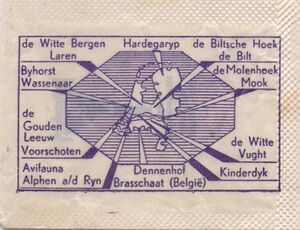 de Witte Bergen
Laren
Hardegaryp
de Biltsche Hoek
de Bilt
Byhorst
Wassenaar
de Molenhoek
Mook
de
Gouden
Leeuw
Voorschoten
de Witte
Vught
Avifauna
Alphen a/d Ryn
Dennenhof
Brasschaat (België)
Kinderdyk